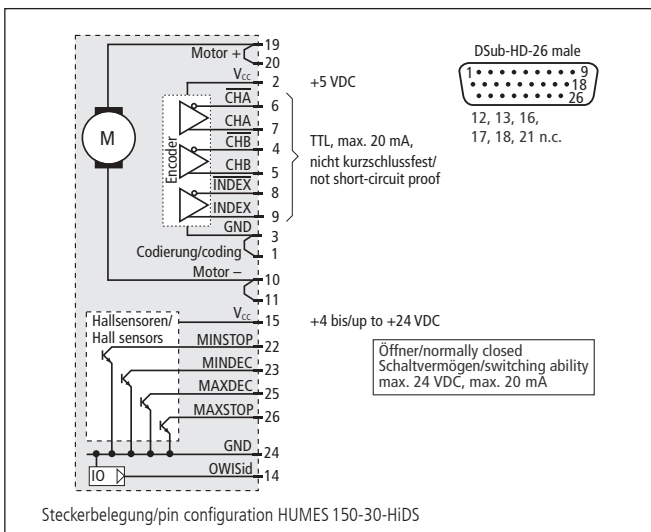 19
Motor +
20
Vcc
2
+5 VDC
CHA
6
CHA
7
CHB
4
CHB
5
INDEX
8
INDEX
9
GND
3
Codierung/coding
1
Motor –
10
11
M
Encoder
TTL, max. 20 mA,
nicht kurzschlussfest/
not short-circuit proof
DSub-HD-26 male
1
9
18
26
12, 13, 16,
17, 18, 21 n.c.
Hallsensoren/
Hall sensors
Vcc
15
+4 bis/up to +24 VDC
MINSTOP
22
MINDEC
23
MAXDEC
25
MAXSTOP
26
GND
24
OWISid
14
IO
Öffner/normally closed
Schaltvermögen/switching ability
max. 24 VDC, max. 20 mA
Steckerbelegung/pin configuration HUMES 150-30-HiDS